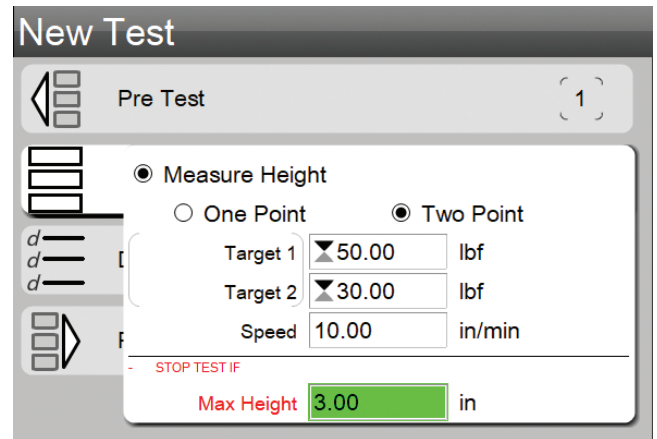 New Test
Pre Test 1
Measure Height
One Point Two Point
d
d
d
Target 1 50.00 lbf
Target 2 30.00 lbf
Speed 10.00 in/min
- STOP TEST IF
Max Height 3.00 in